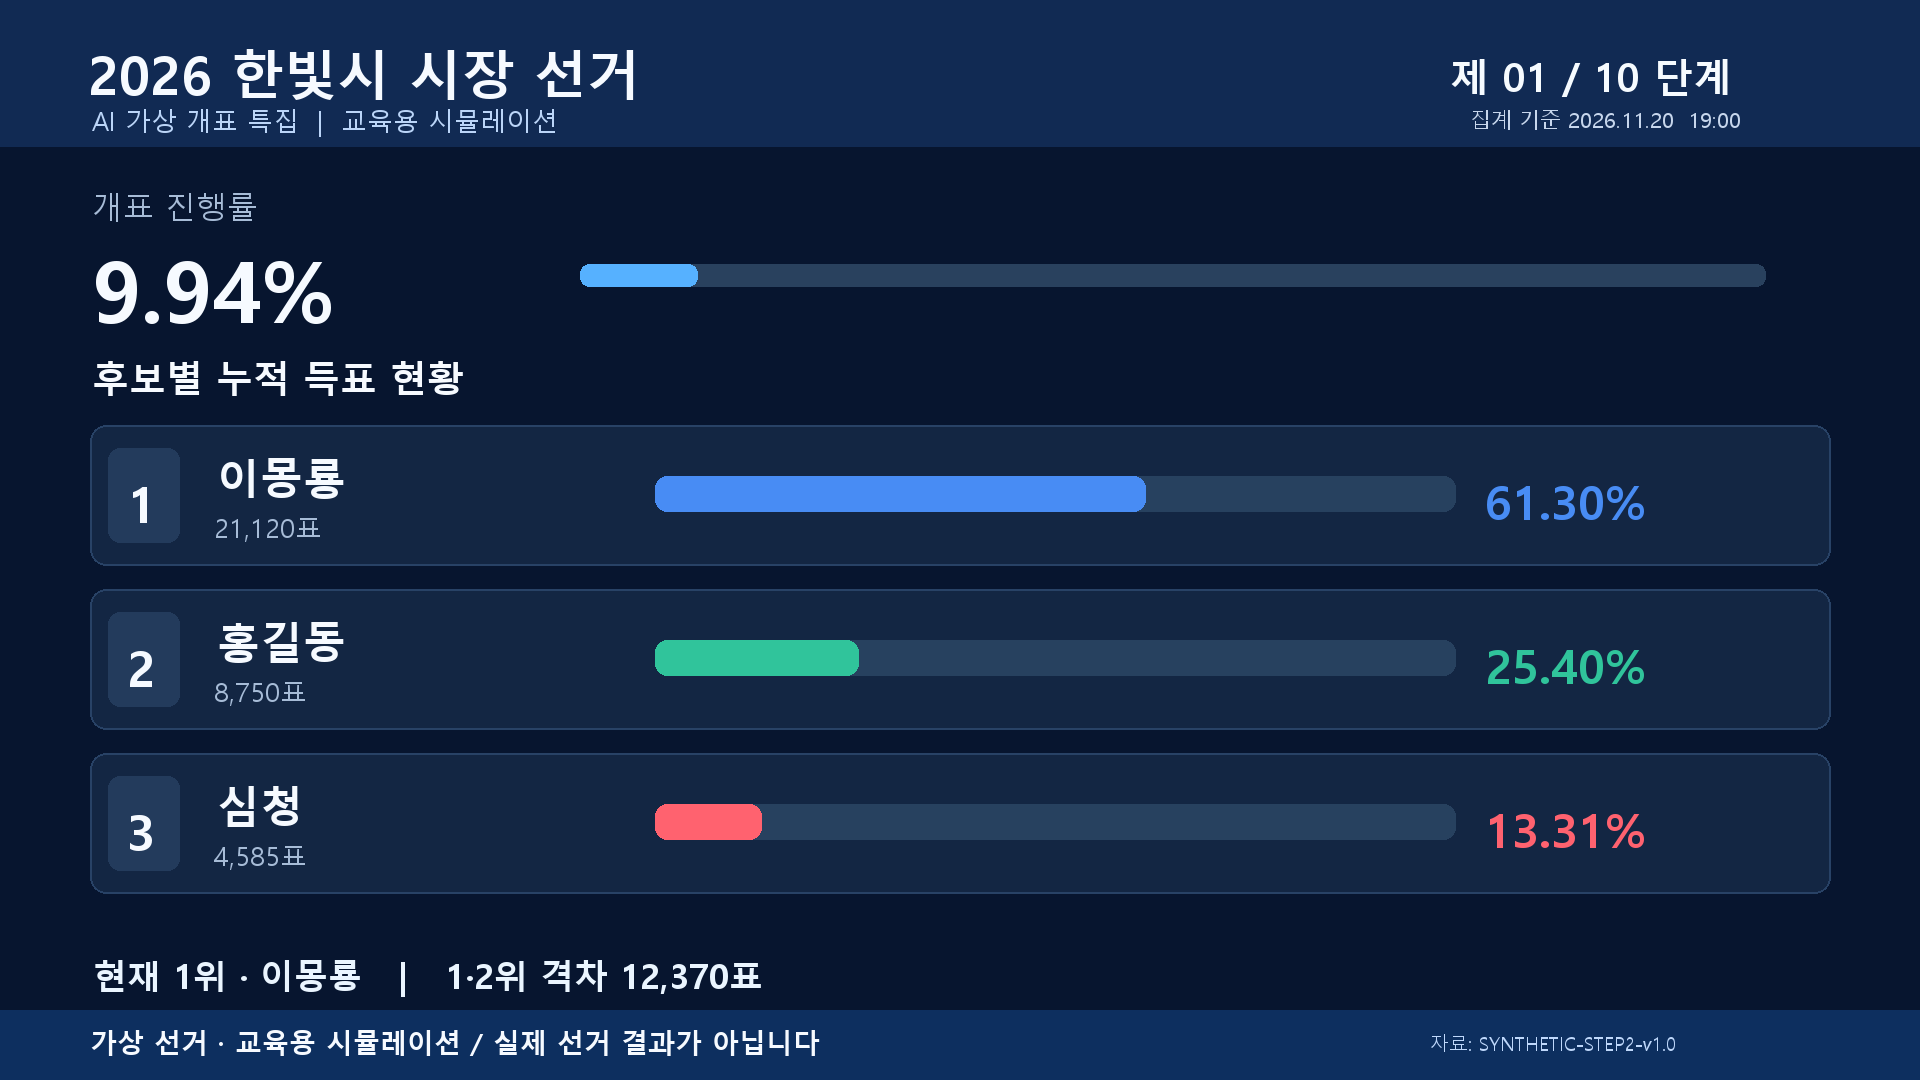 2026 한빛시 시장 선거
AI 가상 개표 특집 | 교육용 시뮬레이션
제 01 / 10 단계
집계 기준 2026.11.20 19:00
개표 진행률
9.94%
후보별 누적 득표 현황
1
이몽룡
21,120표
61.30%
2
홍길동
8,750표
25.40%
3
심청
4,585표
13.31%
현재 1위 · 이몽룡 | 1·2위 격차 12,370표
가상 선거 · 교육용 시뮬레이션 / 실제 선거 결과가 아닙니다
자료: SYNTHETIC-STEP2-v1.0